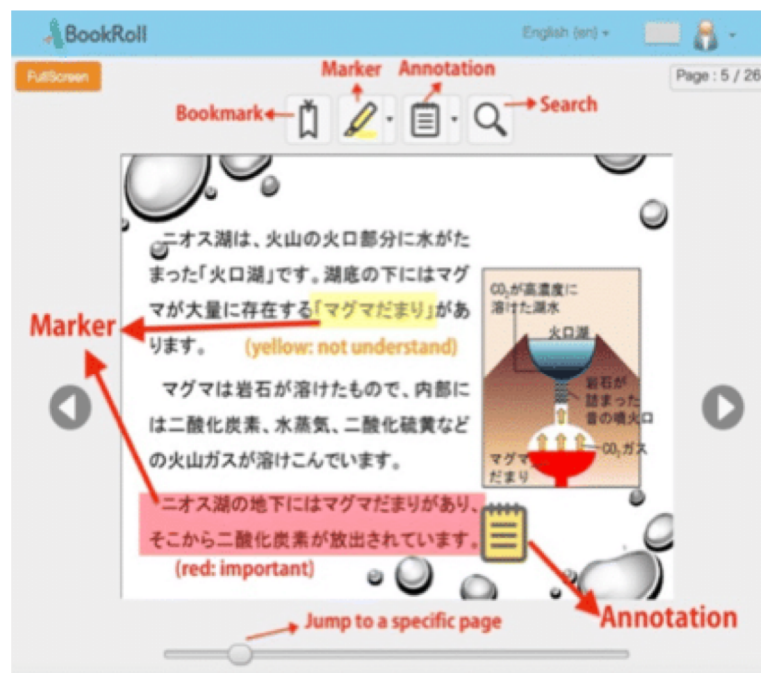 BookRoll
English (en)
FullScreen
Marker
Annotation
Page : 5 / 26
Bookmark
Search
ニオス湖は、火山の火口部分に水がた
まった「火口湖」です。湖底の下にはマグ
マが大量に存在する「マグマだまり」があ
ります。
(yellow: not understand)
Marker
マグマは岩石が溶けたもので、内部に
は二酸化炭素、水蒸気、二酸化硫黄など
の火山ガスが溶けこんでいます。
CO₂が高濃度に
溶けた湖水
火口湖
岩石が
詰まった
昔の噴火口
CO₂ガス
マグマ
だまり
ニオス湖の地下にはマグマだまりがあり、
そこから二酸化炭素が放出されています。
(red: important)
Annotation
Jump to a specific page